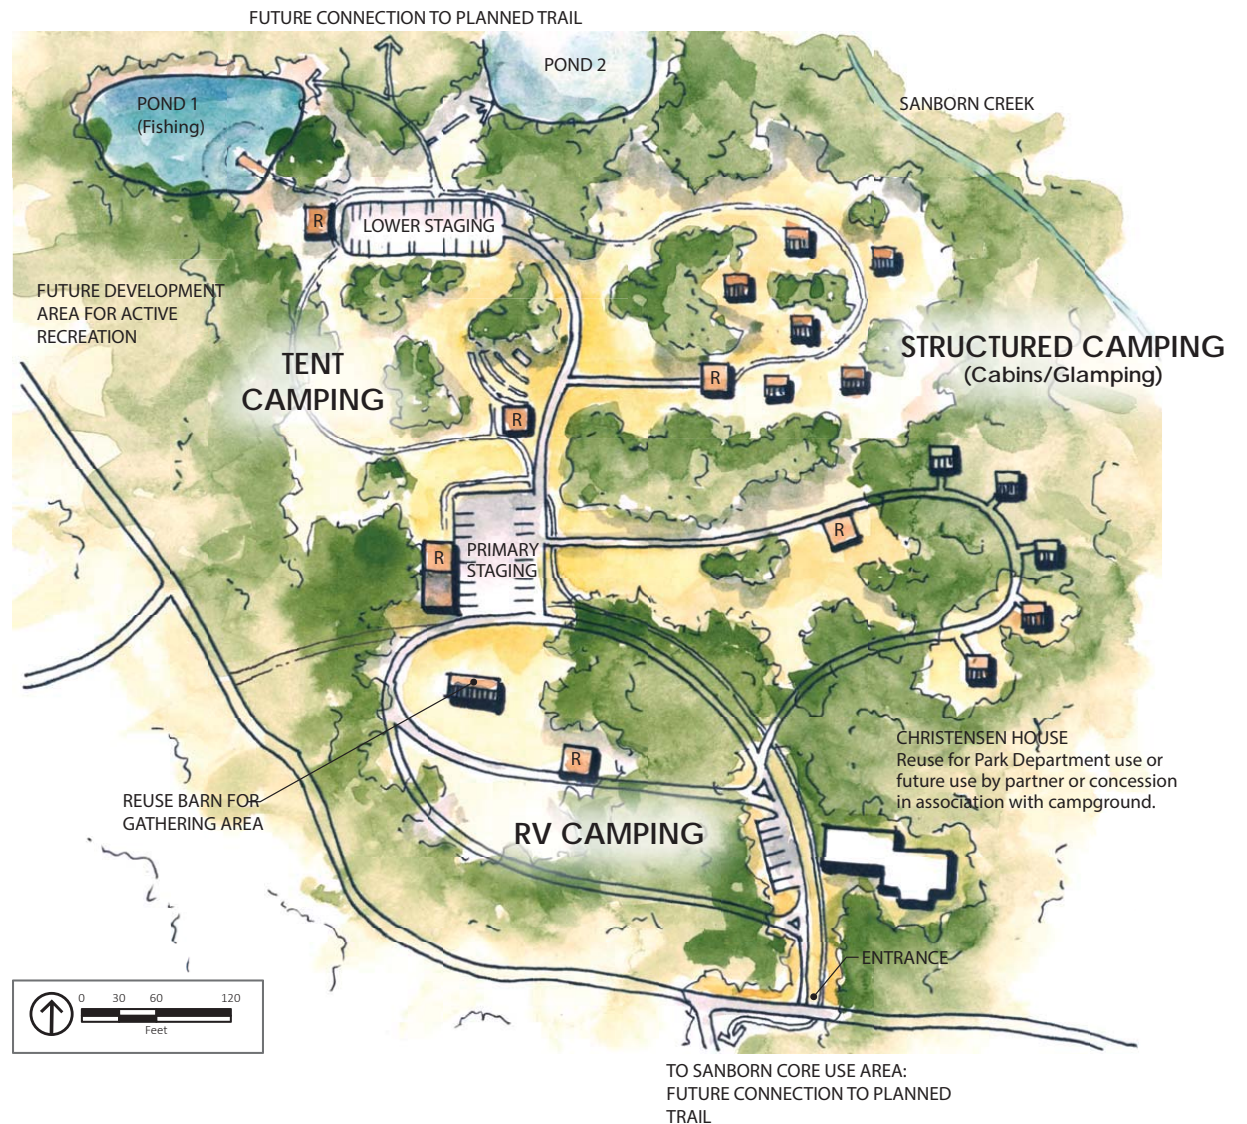 FUTURE CONNECTION TO PLANNED TRAIL
POND 1
(Fishing)
POND 2
SANBORN CREEK
R
LOWER STAGING
FUTURE DEVELOPMENT
AREA FOR ACTIVE
RECREATION
TENT
CAMPING
STRUCTURED CAMPING
(Cabins/Glamping)
R
R
R
R
PRIMARY
STAGING
R
CHRISTENSEN HOUSE
Reuse for Park Department use or
future use by partner or concession
in association with campground.
REUSE BARN FOR
GATHERING AREA
RV CAMPING
ENTRANCE
0 30 60 120
Feet
TO SANBORN CORE USE AREA:
FUTURE CONNECTION TO PLANNED
TRAIL